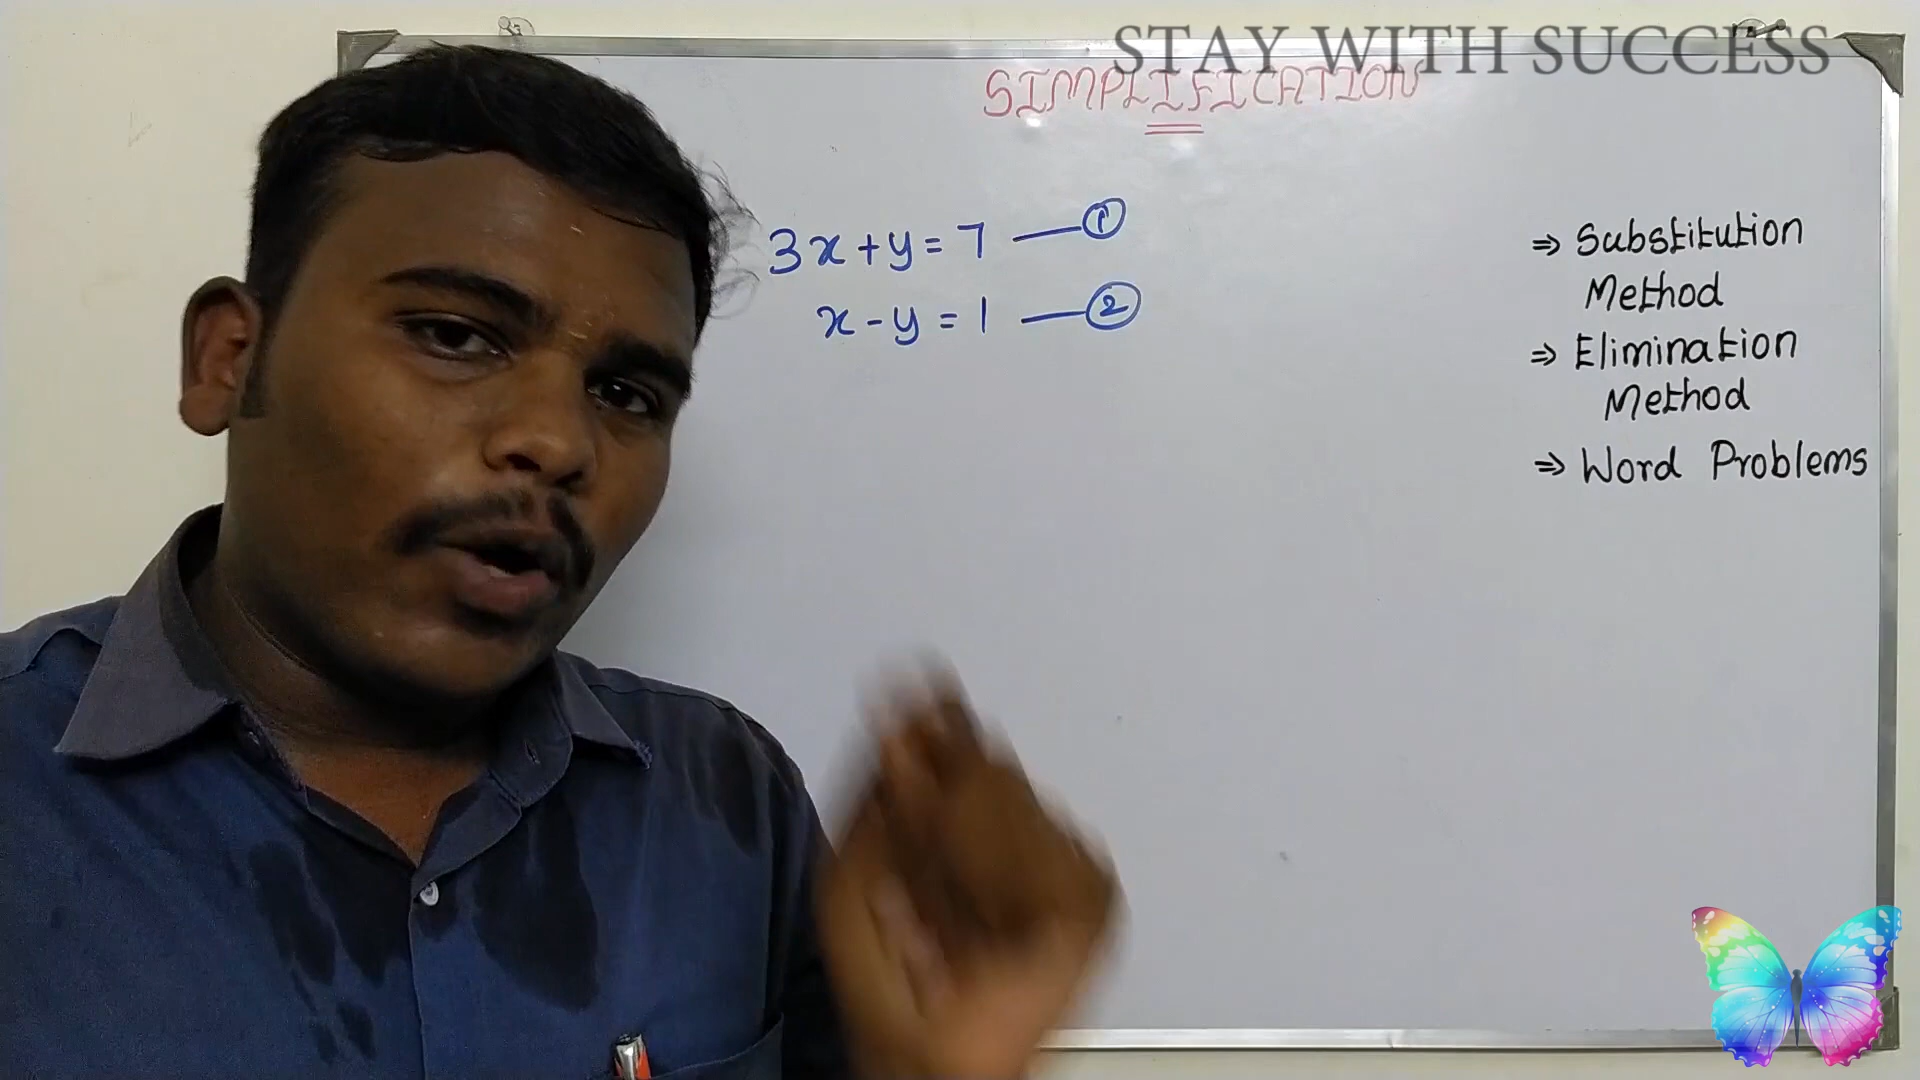 STAY WITH SUCCESS
SIMPLIFICATION
3x+y=7 —①
x-y=1 —②
⇒ Substitution
Method
⇒ Elimination
Method
⇒ Word Problems